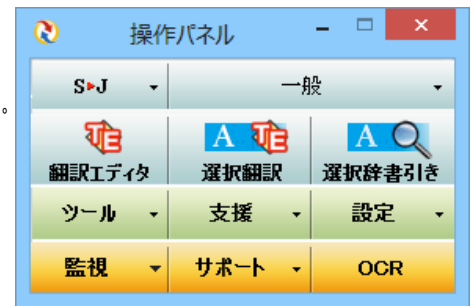 操作パネル
S▶J 一般
。
翻訳エディタ 選択翻訳 選択辞書引き
ツール 支援 設定
監視 サポート OCR